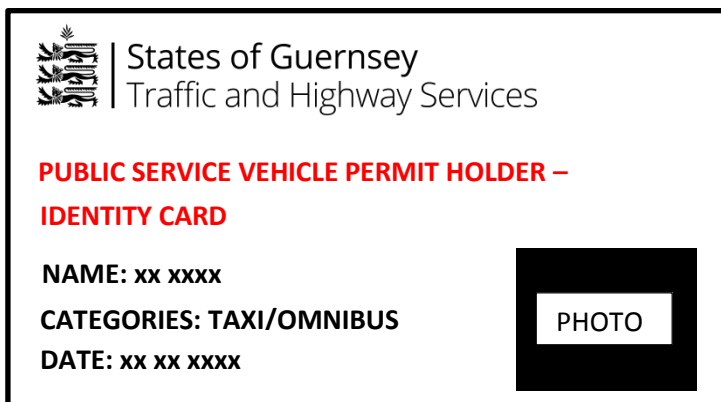 States of Guernsey
Traffic and Highway Services
PUBLIC SERVICE VEHICLE PERMIT HOLDER –
IDENTITY CARD
NAME: xx xxxx
CATEGORIES: TAXI/OMNIBUS
PHOTO
DATE: xx xx xxxx